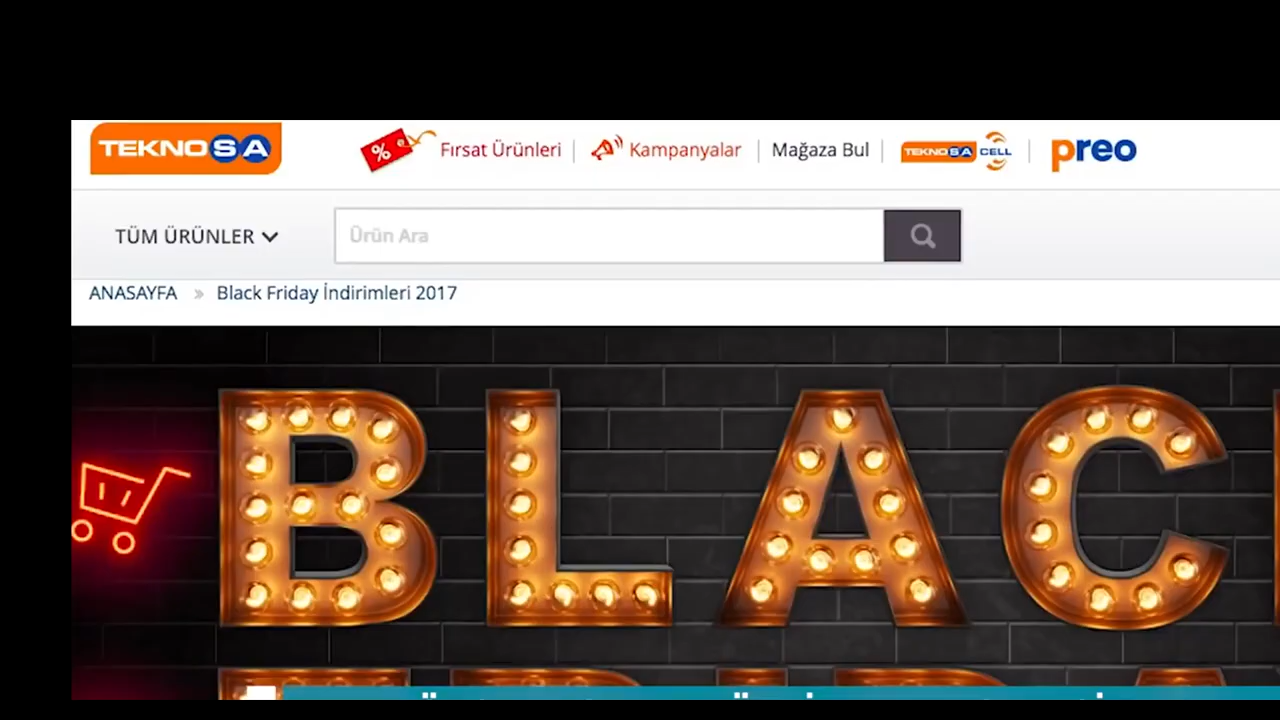 TEKNOSA
% Fırsat Ürünleri Kampanyalar Mağaza Bul TEKNOSA CELL preo
TÜM ÜRÜNLER Ürün Ara
ANASAYFA » Black Friday İndirimleri 2017
BLAC